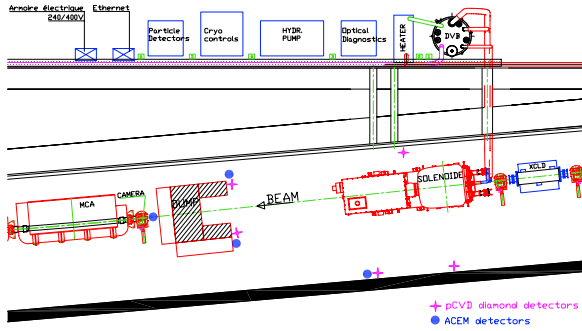 Armoire électrique Ethernet
240/400V
Particle
Detectors
Cryo
controls
HYDR.
PUMP
Optical
Diagnostics
HEATER
DVB
XCLD
SOLENOIDE
BEAM
DUMP
CAMERA
MCA
pCVD diamond detectors
ACEM detectors